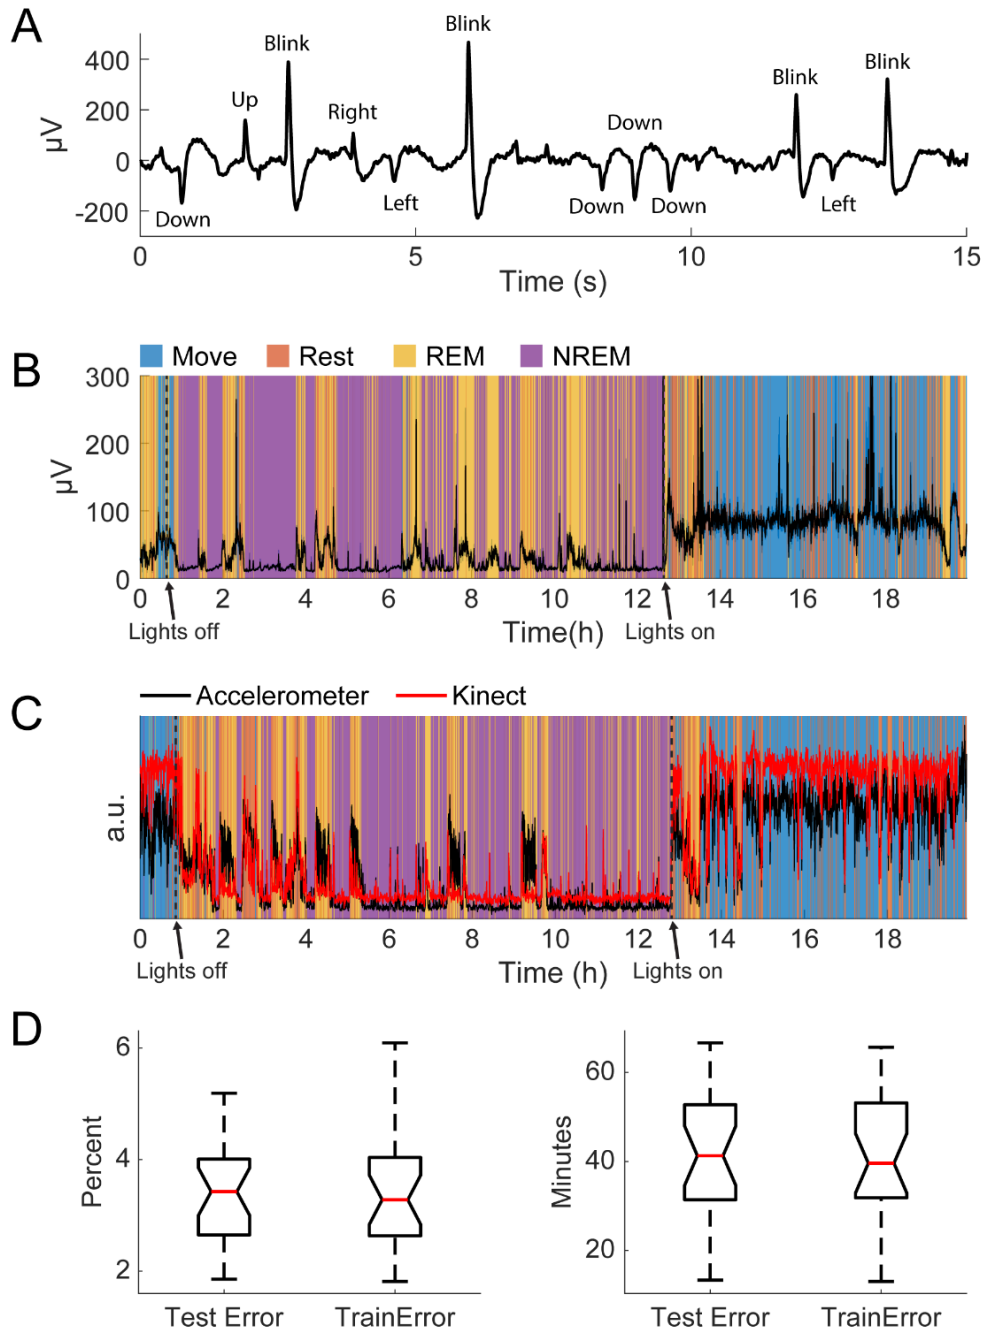 A
Blink
Blink
Blink
Blink
Up
Right
Down
Down
Left
Down
Down
Left
µV
400
200
0
-200
0 5 10 15
Time (s)
B
Move Rest REM NREM
µV
300
200
100
0
0 2 4 6 8 10 12 14 16 18
Lights off
Time(h)
Lights on
C
Accelerometer Kinect
a.u.
0 2 4 6 8 10 12 14 16 18
Lights off
Time (h)
Lights on
D
Percent
6
4
2
Test Error TrainError
Minutes
60
40
20
Test Error TrainError